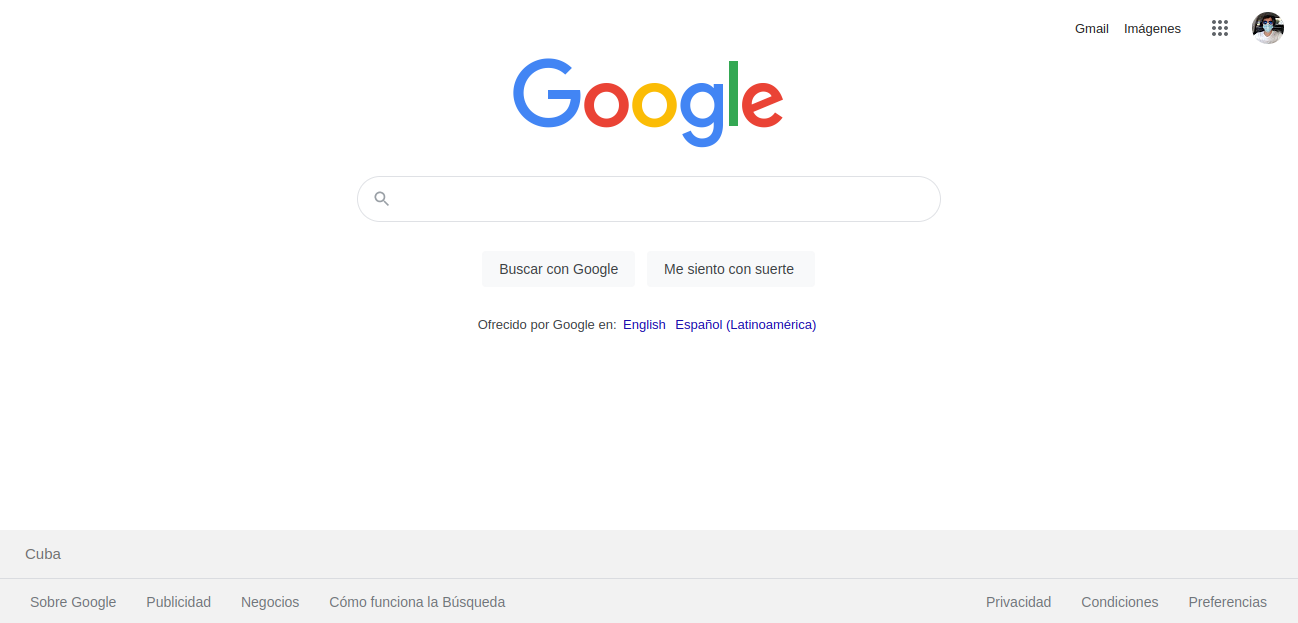 Gmail Imágenes
Google
Buscar con Google Me siento con suerte
Ofrecido por Google en: English Español (Latinoamérica)
Cuba
Sobre Google Publicidad Negocios Cómo funciona la Búsqueda Privacidad Condiciones Preferencias